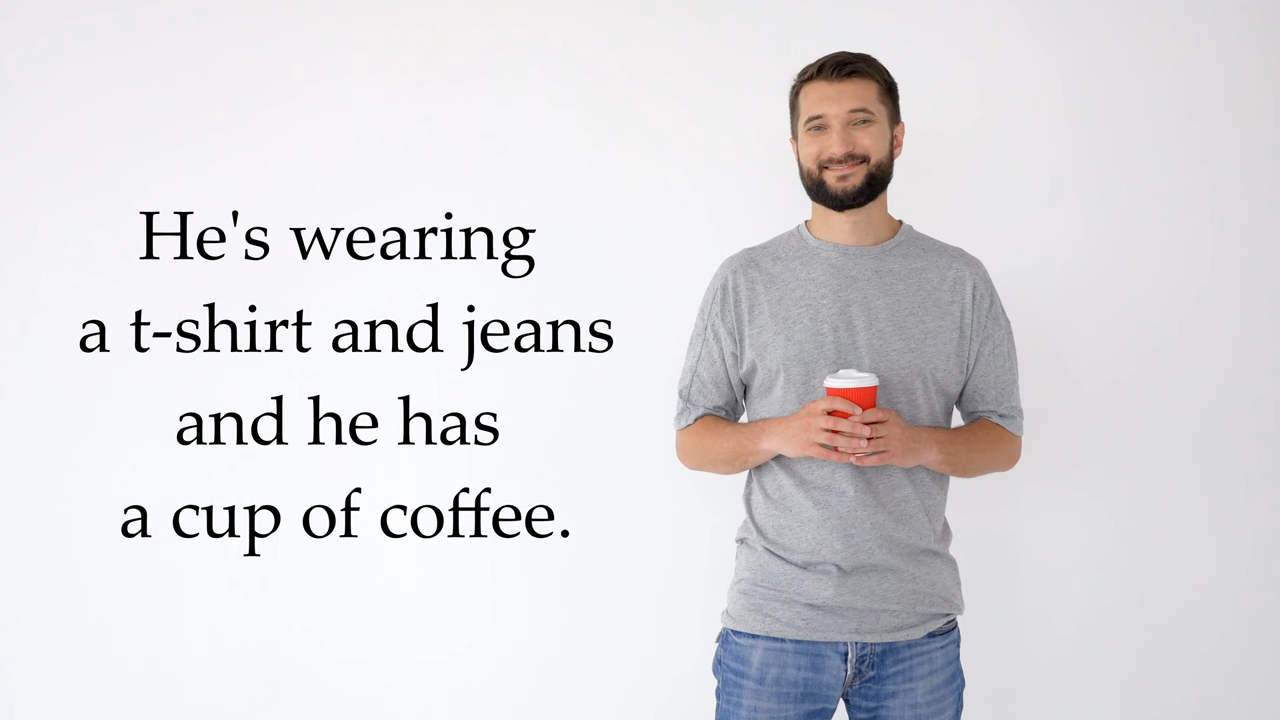 He's wearing
a t-shirt and jeans
and he has
a cup of coffee.